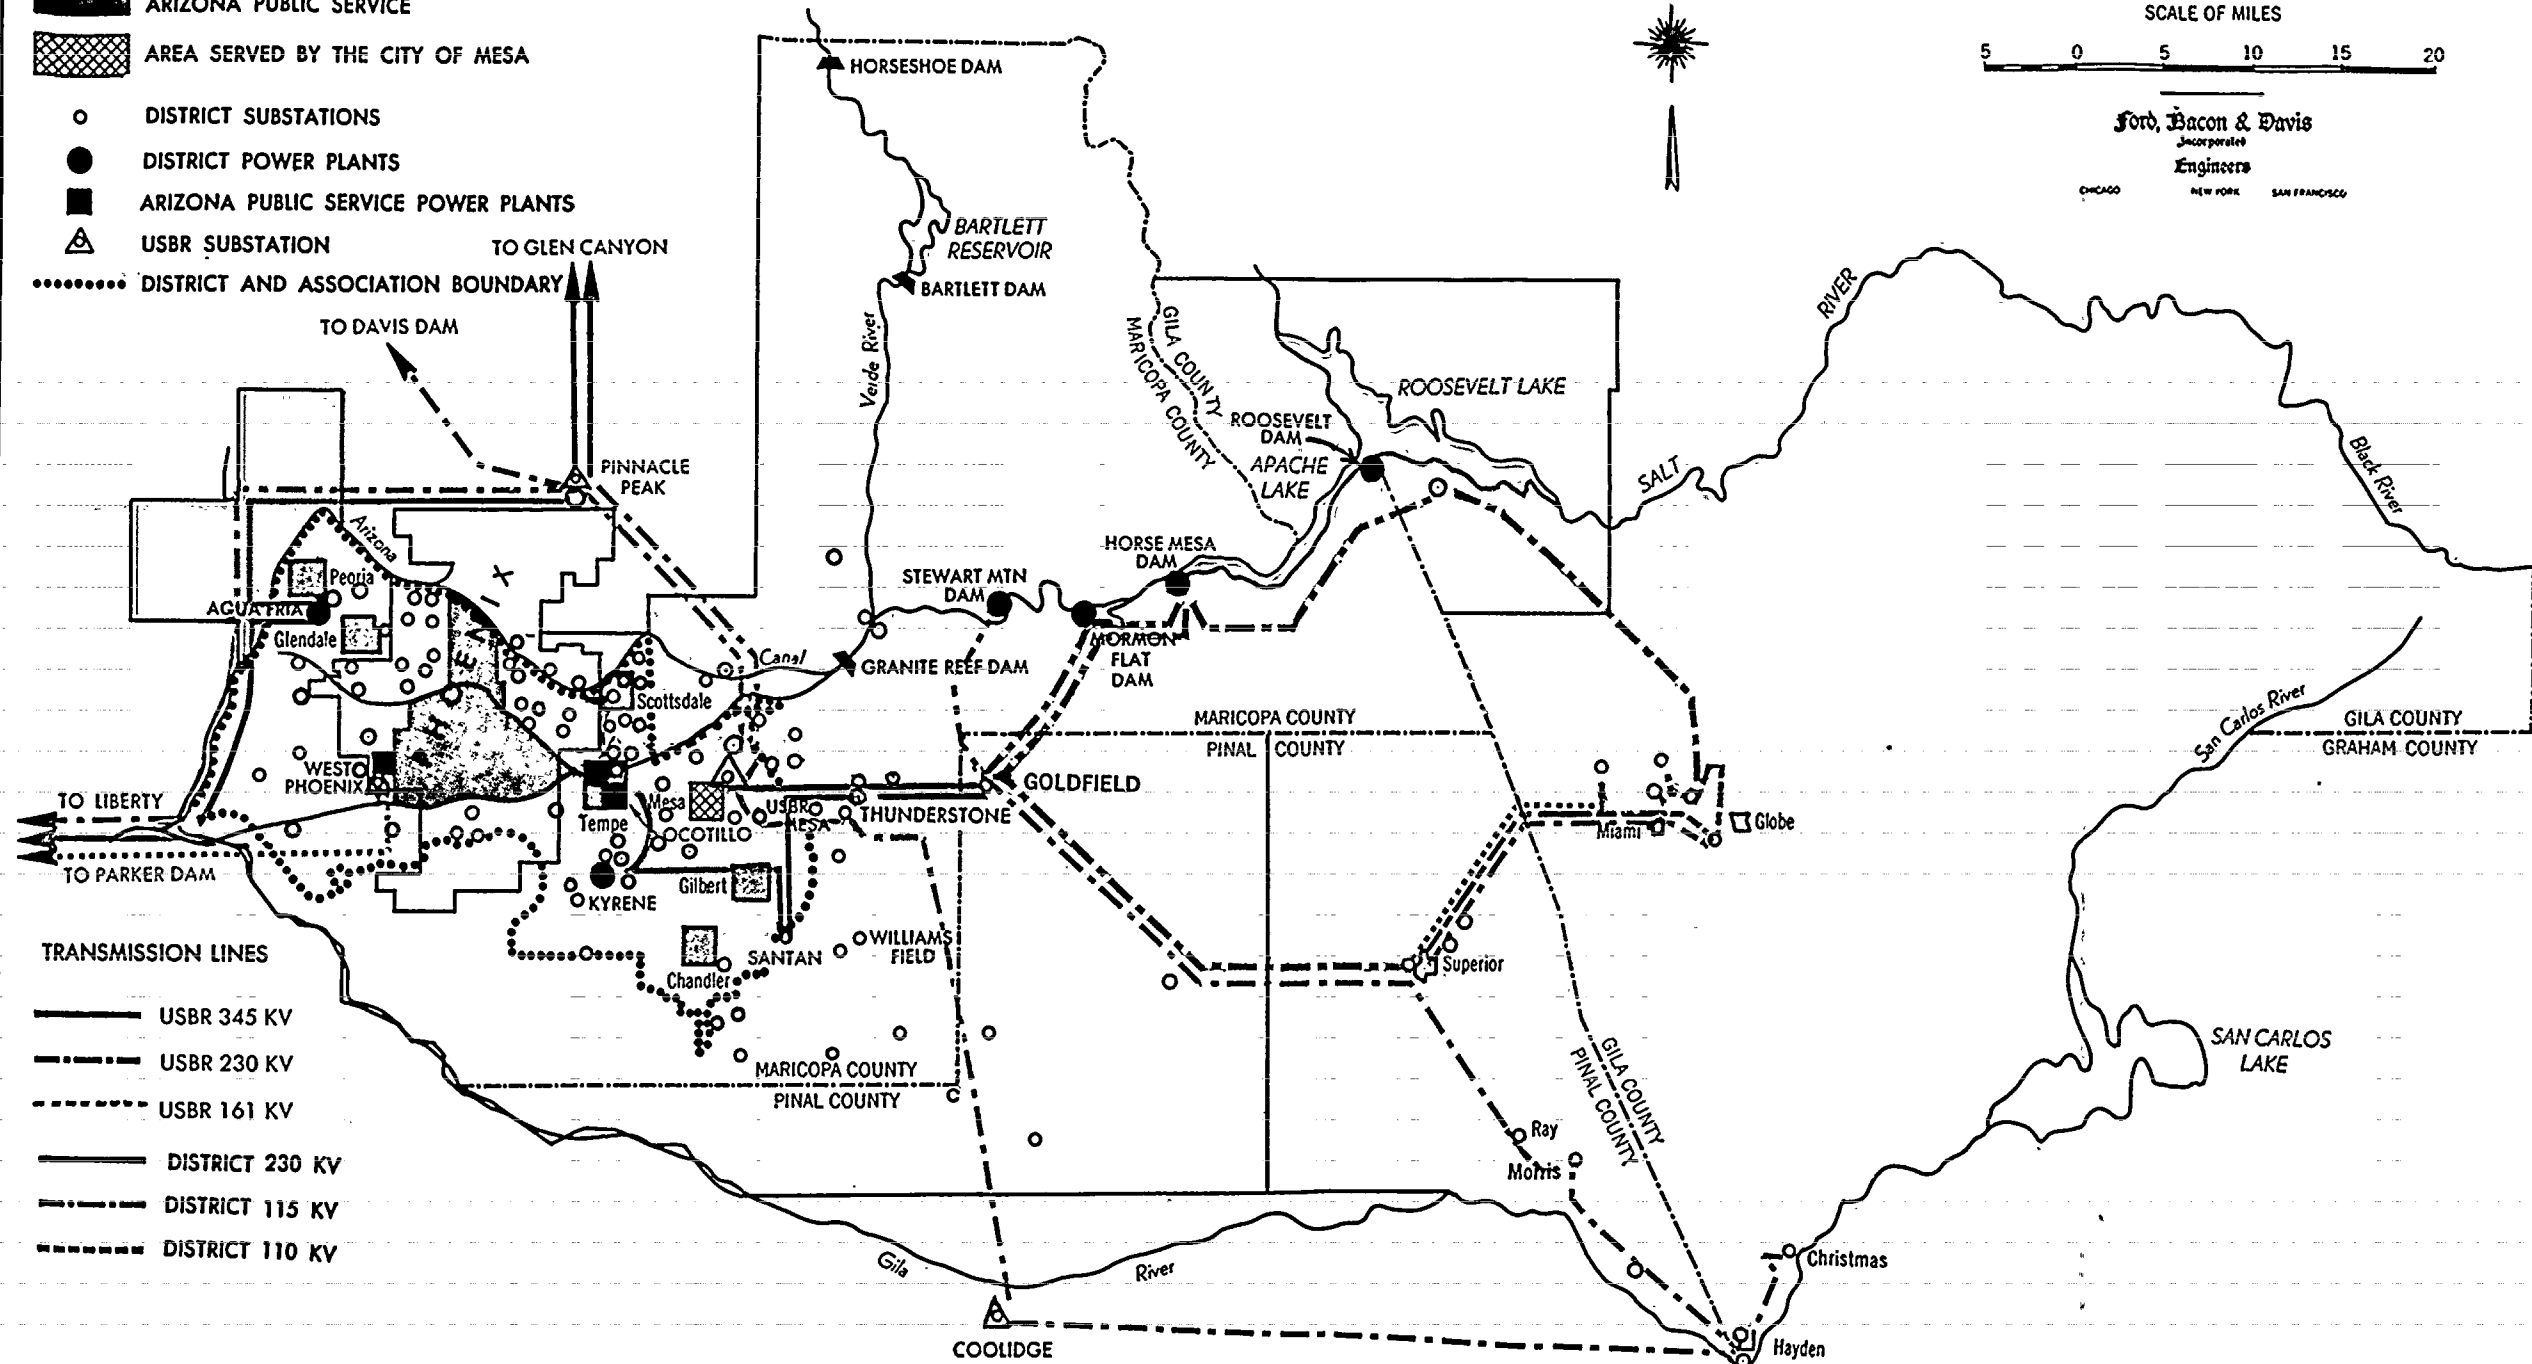 ARIZONA PUBLIC SERVICE
AREA SERVED BY THE CITY OF MESA
DISTRICT SUBSTATIONS
DISTRICT POWER PLANTS
ARIZONA PUBLIC SERVICE POWER PLANTS
USBR SUBSTATION
DISTRICT AND ASSOCIATION BOUNDARY
SCALE OF MILES
5 0 5 10 15 20
Ford, Bacon & Davis
Incorporated
Engineers
CHICAGO NEW YORK SAN FRANCISCO
TO GLEN CANYON
TO DAVIS DAM
HORSESHOE DAM
BARTLETT
RESERVOIR
BARTLETT DAM
Verde River
GILA COUNTY
MARICOPA COUNTY
ROOSEVELT LAKE
ROOSEVELT
DAM
APACHE
LAKE
SALT
RIVER
Black River
PINNACLE
PEAK
Arizona
Canal
HORSE MESA
DAM
STEWART MTN
DAM
MORMON
FLAT
DAM
GRANITE REEF DAM
Peoria
AGUA FRIA
Glendale
PHOENIX
Scottsdale
WEST
PHOENIX
TO LIBERTY
TO PARKER DAM
Tempe
Mesa
OCOTILLO
USBR
MESA
THUNDERSTONE
GOLDFIELD
MARICOPA COUNTY
PINAL COUNTY
San Carlos River
GILA COUNTY
GRAHAM COUNTY
Miami
Globe
Gilbert
KYRENE
Chandler
SANTAN
WILLIAMS
FIELD
Superior
MARICOPA COUNTY
PINAL COUNTY
GILA COUNTY
PINAL COUNTY
SAN CARLOS
LAKE
Ray
Morris
Christmas
Hayden
Gila
River
COOLIDGE
TRANSMISSION LINES
USBR 345 KV
USBR 230 KV
USBR 161 KV
DISTRICT 230 KV
DISTRICT 115 KV
DISTRICT 110 KV